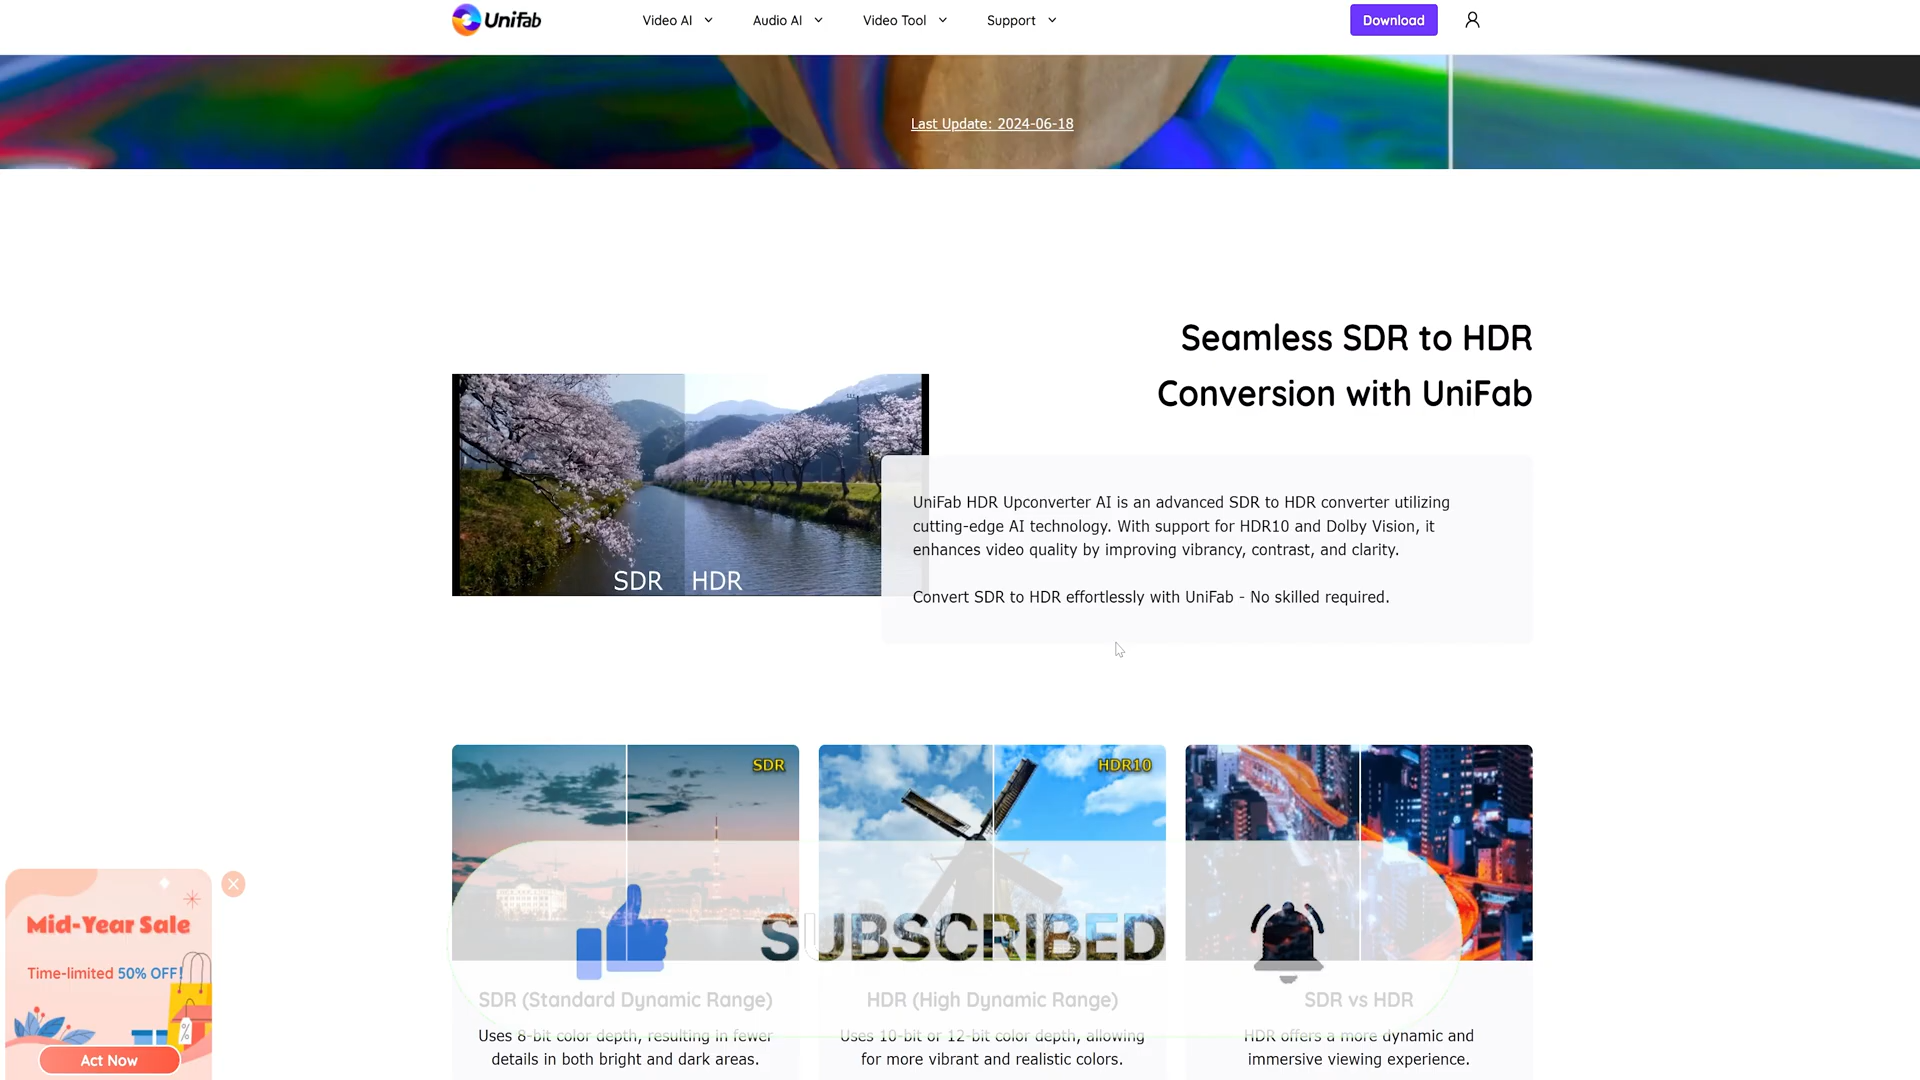 UniFab
Video AI
Audio AI
Video Tool
Support
Download
Last Update: 2024-06-18
Seamless SDR to HDR
Conversion with UniFab
SDR HDR
UniFab HDR Upconverter AI is an advanced SDR to HDR converter utilizing
cutting-edge AI technology. With support for HDR10 and Dolby Vision, it
enhances video quality by improving vibrancy, contrast, and clarity.
Convert SDR to HDR effortlessly with UniFab - No skilled required.
SDR
HDR10
SUBSCRIBED
SDR (Standard Dynamic Range)
Uses 8-bit color depth, resulting in fewer
details in both bright and dark areas.
HDR (High Dynamic Range)
Uses 10-bit or 12-bit color depth, allowing
for more vibrant and realistic colors.
SDR vs HDR
HDR offers a more dynamic and
immersive viewing experience.
Mid-Year Sale
Time-limited 50% OFF!
%
Act Now